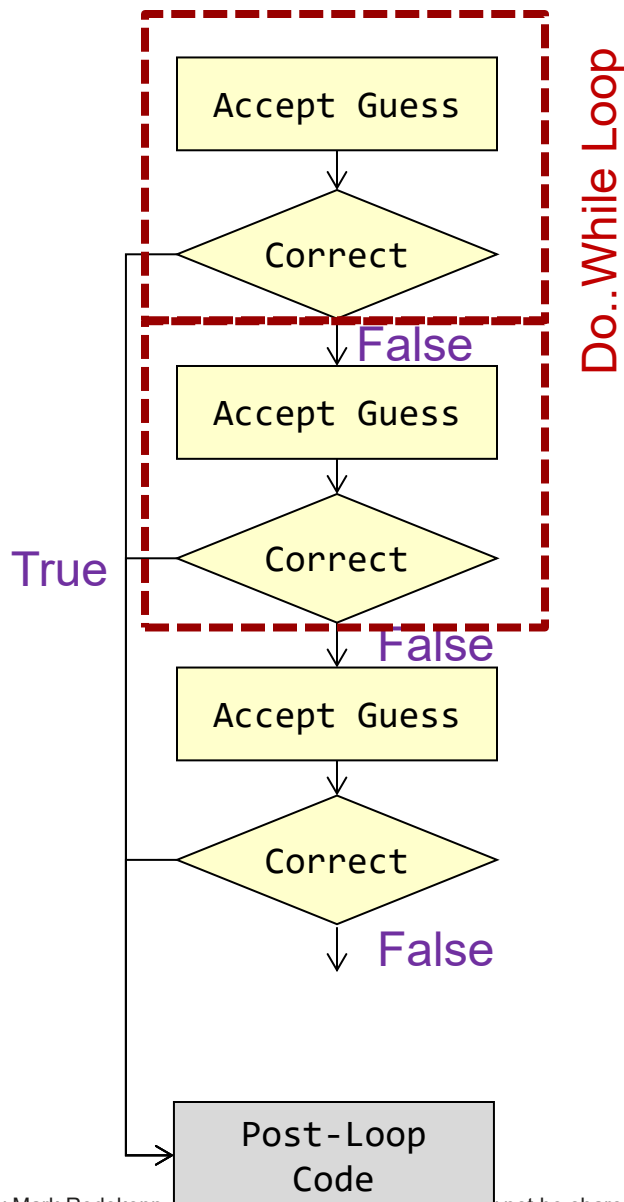 Accept Guess
Do..While Loop
Correct
False
Accept Guess
Correct
True
False
Accept Guess
Correct
False
Post-Loop
Code
Mark